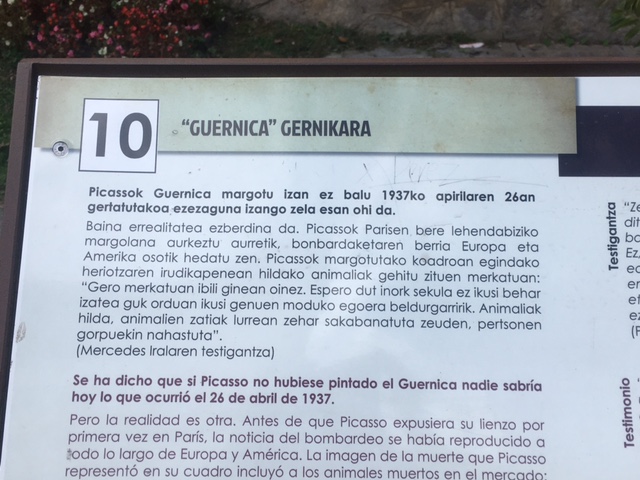 10
"GUERNICA" GERNIKARA
Picassok Guernica margotu izan ez balu 1937ko apirilaren 26an
gertatutakoa ezezaguna izango zela esan ohi da.
Baina errealitatea ezberdina da. Picassok Parisen bere lehendabiziko
margolana aurkeztu aurretik, bonbardaketaren berria Europa eta
Amerika osotik hedatu zen. Picassok margotutako koadroan egindako
heriotzaren irudikapenean hildako animaliak gehitu zituen merkatuan:
"Gero merkatuan ibili ginean oinez. Espero dut inork sekula ez ikusi behar
izatea guk orduan ikusi genuen moduko egoera beldurgarririk. Animaliak
hilda, animalien zatiak lurrean zehar sakabanatuta zeuden, pertsonen
gorpuekin nahastuta".
(Mercedes Iralaren testigantza)
Se ha dicho que si Picasso no hubiese pintado el Guernica nadie sabría
hoy lo que ocurrió el 26 de abril de 1937.
Pero la realidad es otra. Antes de que Picasso expusiera su lienzo por
primera vez en París, la noticia del bombardeo se había reproducido a
todo lo largo de Europa y América. La imagen de la muerte que Picasso
representó en su cuadro incluyó a los animales muertos en el mercado:
Testigantza
Testimonio